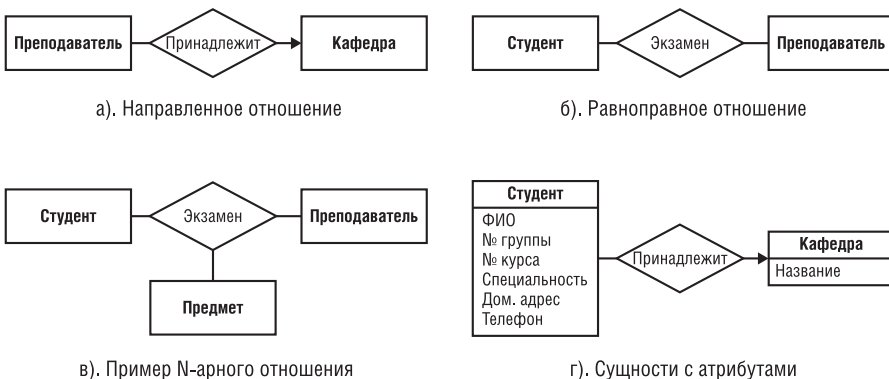 Преподаватель
Принадлежит
Кафедра
а). Направленное отношение
Студент
Экзамен
Преподаватель
б). Равноправное отношение
Студент
Экзамен
Преподаватель
Предмет
в). Пример N-арного отношения
Студент
ФИО
№ группы
№ курса
Специальность
Дом. адрес
Телефон
Принадлежит
Кафедра
Название
г). Сущности с атрибутами